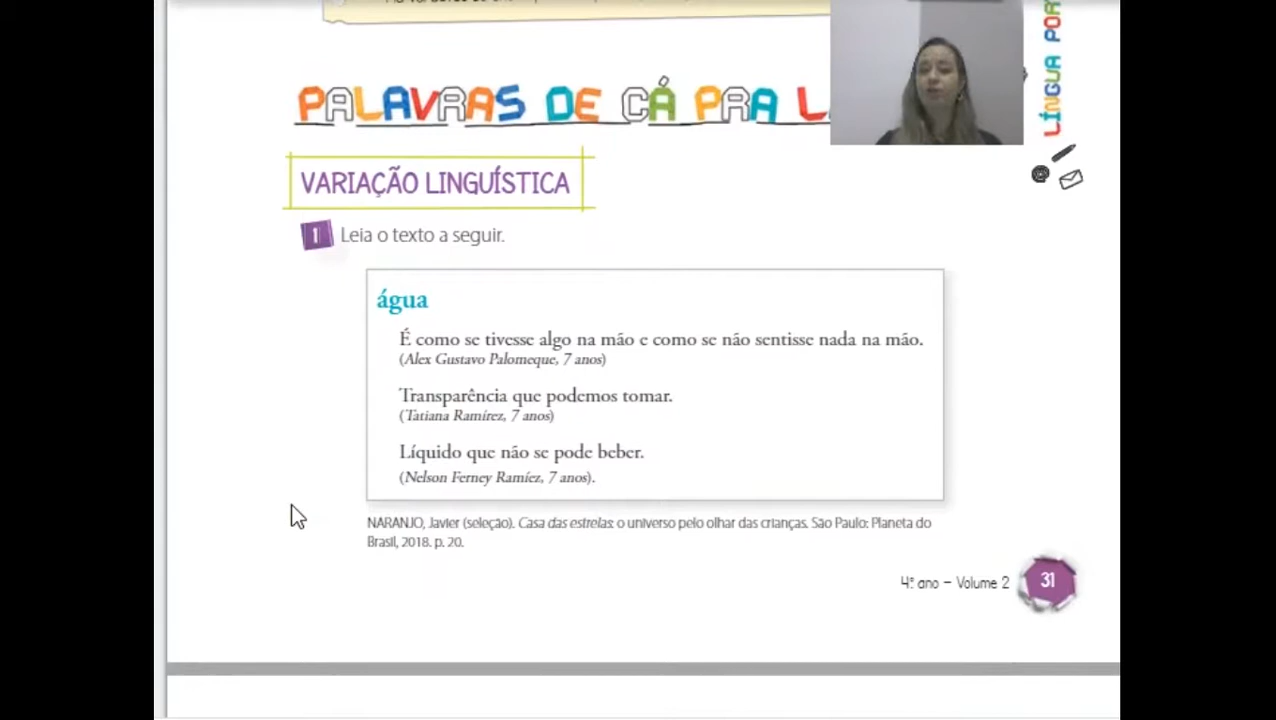 PALAVRAS DE CÁ PRA L
LÍNGUA POR
VARIAÇÃO LINGUÍSTICA
1 Leia o texto a seguir.
água
É como se tivesse algo na mão e como se não sentisse nada na mão.
(Alex Gustavo Palomeque, 7 anos)
Transparência que podemos tomar.
(Tatiana Ramírez, 7 anos)
Líquido que não se pode beber.
(Nelson Ferney Ramíez, 7 anos).
NARANJO, Javier (seleção). Casa das estrelas: o universo pelo olhar das crianças. São Paulo: Planeta do
Brasil, 2018. p. 20.
4º. ano – Volume 2 31